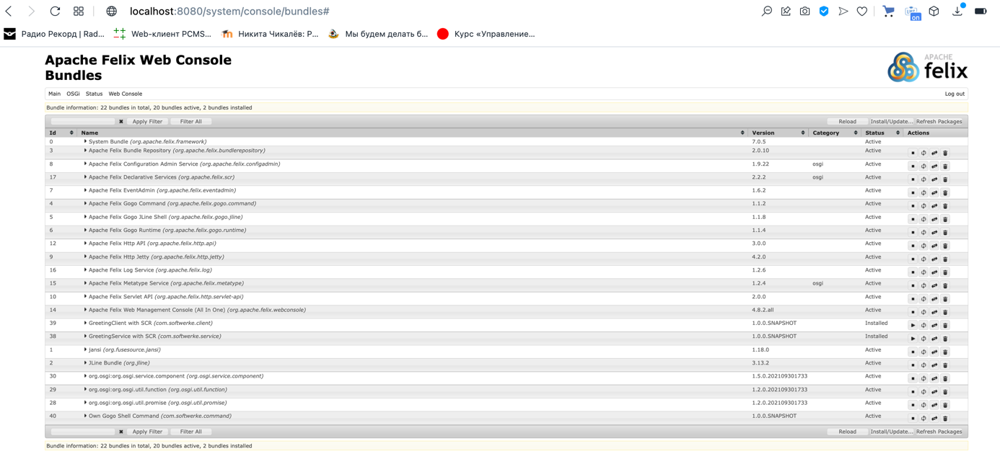 localhost:8080/system/console/bundles#
on
Радио Рекорд | Rad... Web-клиент PCMS... Никита Чикалёв: Р... Мы будем делать б... Курс «Управление...
Apache Felix Web Console
Bundles
APACHE
felix
Main OSGi Status Web Console Log out
Bundle information: 22 bundles in total, 20 bundles active, 2 bundles installed
Apply Filter Filter All Reload Install/Update... Refresh Packages
Id Name Version Category Status Actions
0 System Bundle (org.apache.felix.framework) 7.0.5 Active
3 Apache Felix Bundle Repository (org.apache.felix.bundlerepository) 2.0.10 Active
8 Apache Felix Configuration Admin Service (org.apache.felix.configadmin) 1.9.22 osgi Active
17 Apache Felix Declarative Services (org.apache.felix.scr) 2.2.2 osgi Active
7 Apache Felix EventAdmin (org.apache.felix.eventadmin) 1.6.2 Active
4 Apache Felix Gogo Command (org.apache.felix.gogo.command) 1.1.2 Active
5 Apache Felix Gogo JLine Shell (org.apache.felix.gogo.jline) 1.1.8 Active
6 Apache Felix Gogo Runtime (org.apache.felix.gogo.runtime) 1.1.4 Active
12 Apache Felix Http API (org.apache.felix.http.api) 3.0.0 Active
9 Apache Felix Http Jetty (org.apache.felix.http.jetty) 4.2.0 Active
16 Apache Felix Log Service (org.apache.felix.log) 1.2.6 Active
15 Apache Felix Metatype Service (org.apache.felix.metatype) 1.2.4 osgi Active
10 Apache Felix Servlet API (org.apache.felix.http.servlet-api) 2.0.0 Active
14 Apache Felix Web Management Console (All In One) (org.apache.felix.webconsole) 4.8.2.all Active
39 GreetingClient with SCR (com.softwerke.client) 1.0.0.SNAPSHOT Installed
38 GreetingService with SCR (com.softwerke.service) 1.0.0.SNAPSHOT Installed
1 jansi (org.fusesource.jansi) 1.18.0 Active
2 JLine Bundle (org.jline) 3.13.2 Active
30 org.osgi:org.osgi.service.component (org.osgi.service.component) 1.5.0.202109301733 Active
29 org.osgi:org.osgi.util.function (org.osgi.util.function) 1.2.0.202109301733 Active
28 org.osgi:org.osgi.util.promise (org.osgi.util.promise) 1.2.0.202109301733 Active
40 Own Gogo Shell Command (com.softwerke.command) 1.0.0.SNAPSHOT Active
Apply Filter Filter All Reload Install/Update... Refresh Packages
Bundle information: 22 bundles in total, 20 bundles active, 2 bundles installed